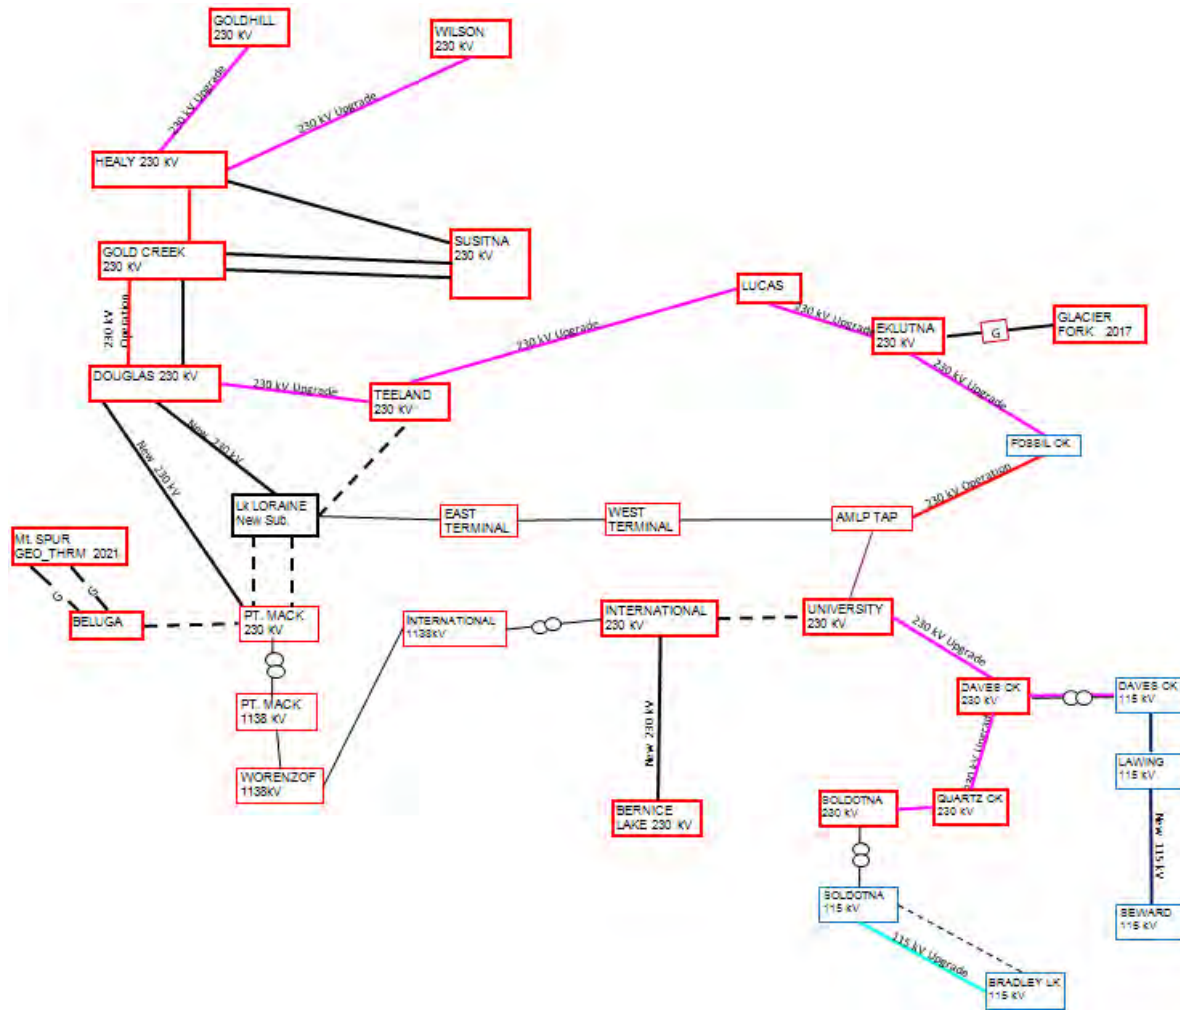 GOLDHILL
230 KV
WILSON
230 KV
230 kV Upgrade
230 kV Upgrade
HEALY 230 KV
GOLD CREEK
230 KV
SUSITNA
230 KV
230 kV
Operation
LUCAS
230 kV Upgrade
230 kV Upgrade
EKLUTNA
230 KV
G
GLACIER
FORK 2017
DOUGLAS 230 KV
230 kV Upgrade
TEELAND
230 KV
230 kV Upgrade
New 230 kV
New 230 kV
FOSSIL CK
230 kV Operation
Lk LORAINE
New Sub.
EAST
TERMINAL
WEST
TERMINAL
AMLP TAP
Mt. SPUR
GEO_THRM 2021
G
G
BELUGA
PT. MACK
230 KV
INTERNATIONAL
1138KV
INTERNATIONAL
230 KV
UNIVERSITY
230 KV
230 kV Upgrade
PT. MACK
1138 KV
DAVES CK
230 KV
DAVES CK
115 KV
WORENZOF
1138KV
New 230 kV
230 kV Upgrade
LAWING
115 KV
BERNICE
LAKE 230 KV
SOLDOTNA
230 KV
QUARTZ CK
230 KV
New 115 kV
SOLDOTNA
115 KV
SEWARD
115 KV
115 kV Upgrade
BRADLEY LK
115 KV